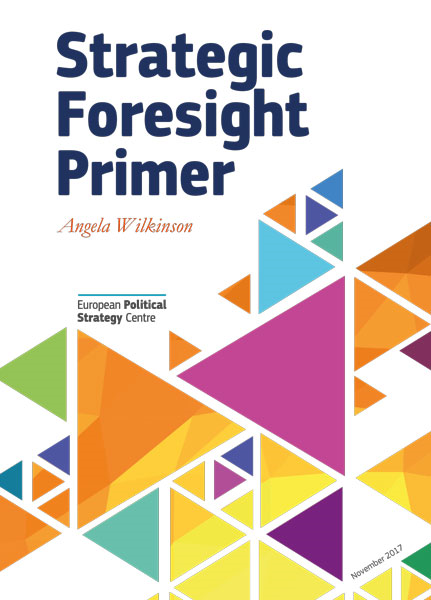 Strategic
Foresight
Primer
Angela Wilkinson
European Political
Strategy Centre
November 2017